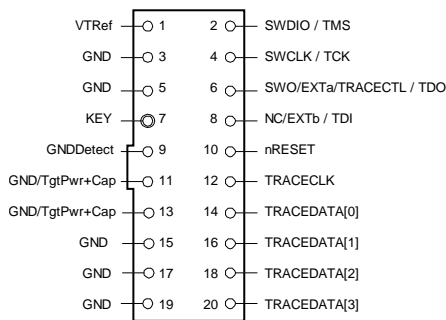 VTRef 1 2 SWDIO / TMS
GND 3 4 SWCLK / TCK
GND 5 6 SWO/EXTa/TRACECTL / TDO
KEY 7 8 NC/EXTb / TDI
GNDDetect 9 10 nRESET
GND/TgtPwr+Cap 11 12 TRACECLK
GND/TgtPwr+Cap 13 14 TRACEDATA[0]
GND 15 16 TRACEDATA[1]
GND 17 18 TRACEDATA[2]
GND 19 20 TRACEDATA[3]